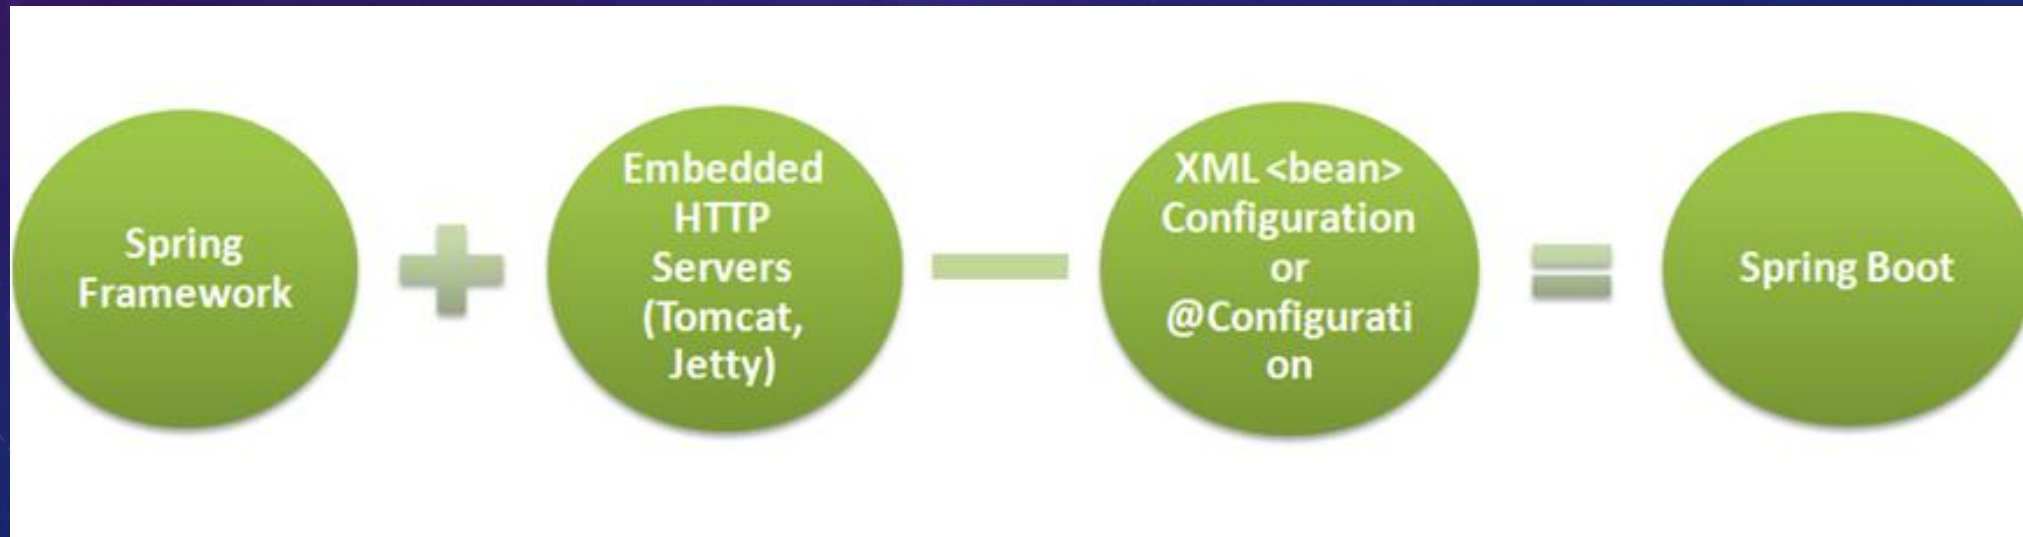 Spring
Framework
Embedded
HTTP
Servers
(Tomcat,
Jetty)
XML <bean>
Configuration
or
@Configurati
on
Spring Boot